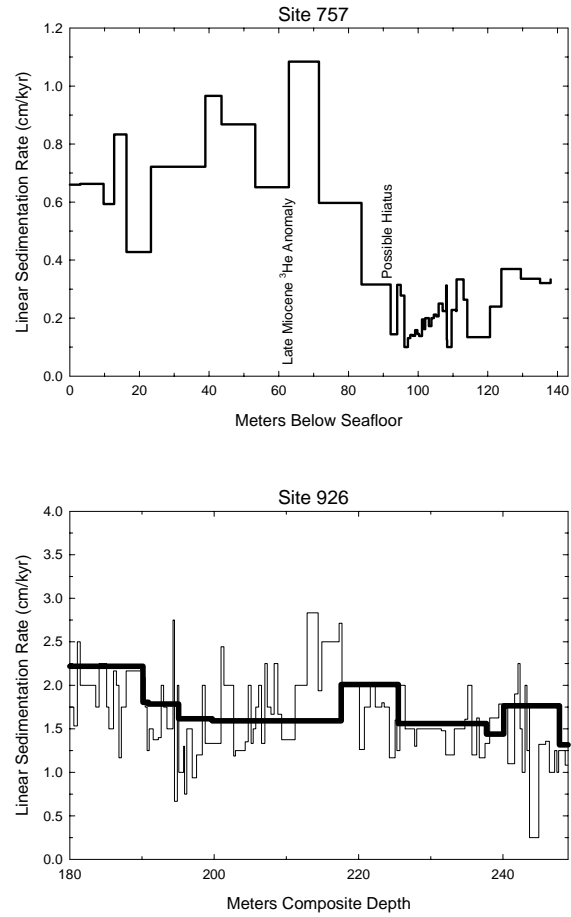 Site 757
1.2
1.0
0.8
0.6
0.4
0.2
0.0
Linear Sedimentation Rate (cm/kyr)
Late Miocene ³He Anomaly
Possible Hiatus
0 20 40 60 80 100 120 140
Meters Below Seafloor
Site 926
4.0
3.5
3.0
2.5
2.0
1.5
1.0
0.5
0.0
Linear Sedimentation Rate (cm/kyr)
180 200 220 240
Meters Composite Depth